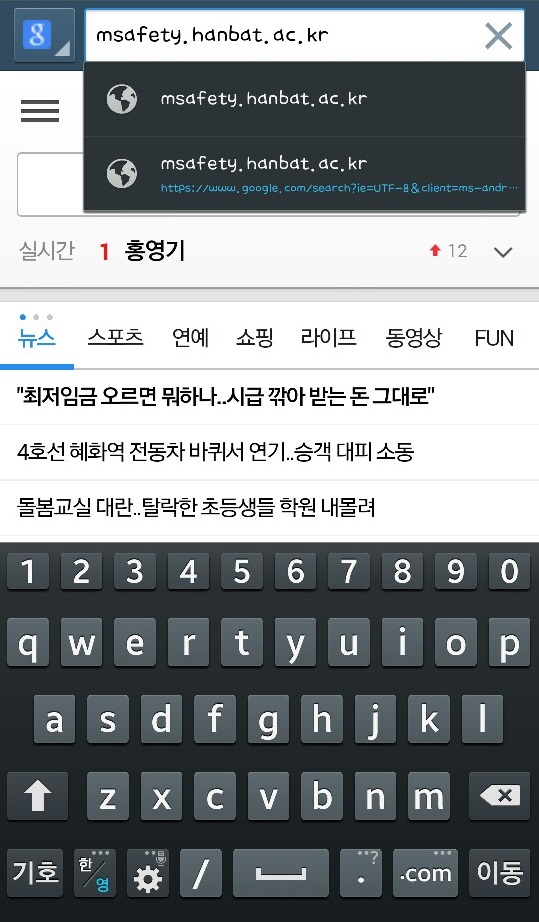 8 msafety.hanbat.ac.kr
msafety.hanbat.ac.kr
msafety.hanbat.ac.kr
https://www.google.com/search?ie=UTF-8&client=ms-andr…
실시간 1 홍영기 12
뉴스 스포츠 연예 쇼핑 라이프 동영상 FUN
"최저임금 오르면 뭐하나..시급 깎아 받는 돈 그대로"
4호선 혜화역 전동차 바퀴서 연기..승객 대피 소동
돌봄교실 대란..탈락한 초등생들 학원 내몰려
1 2 3 4 5 6 7 8 9 0
q w e r t y u i o p
a s d f g h j k l
z x c v b n m
기호 한/영 / . ? .com 이동